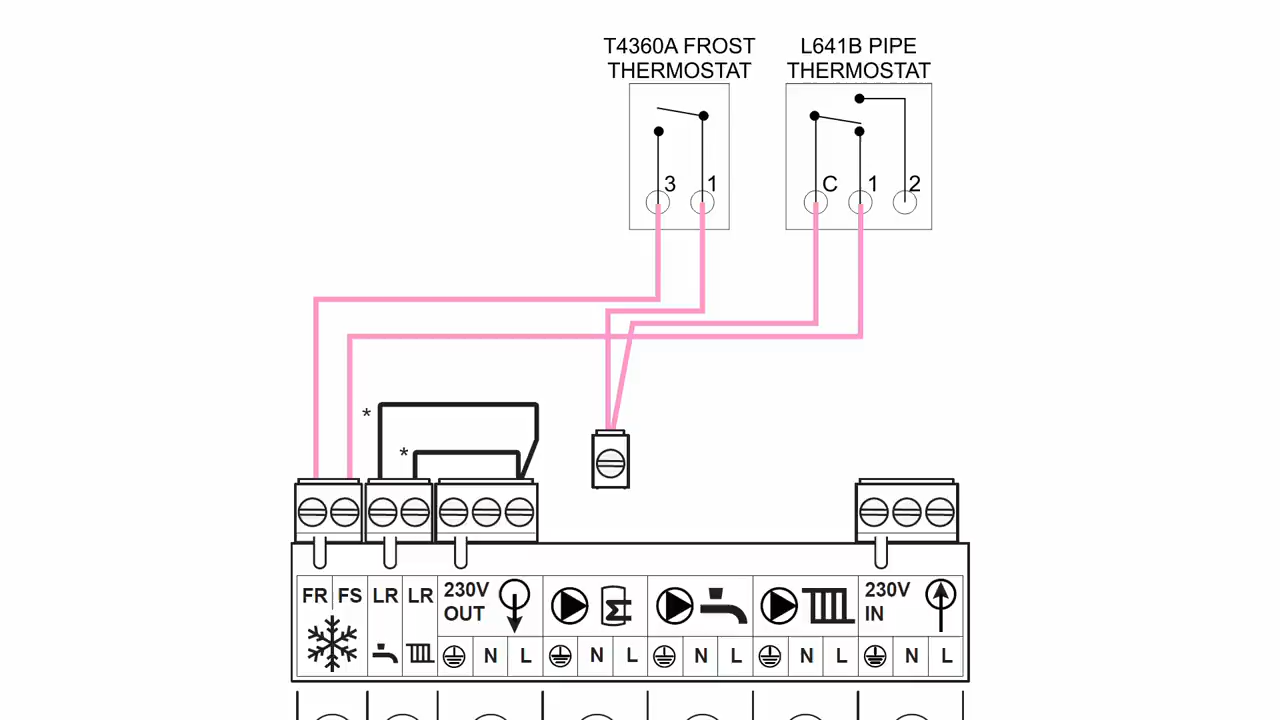 T4360A FROST
THERMOSTAT
L641B PIPE
THERMOSTAT
3 1
C 1 2
*
*
FR FS LR LR 230V
OUT
230V
IN
N L N L N L N L N L